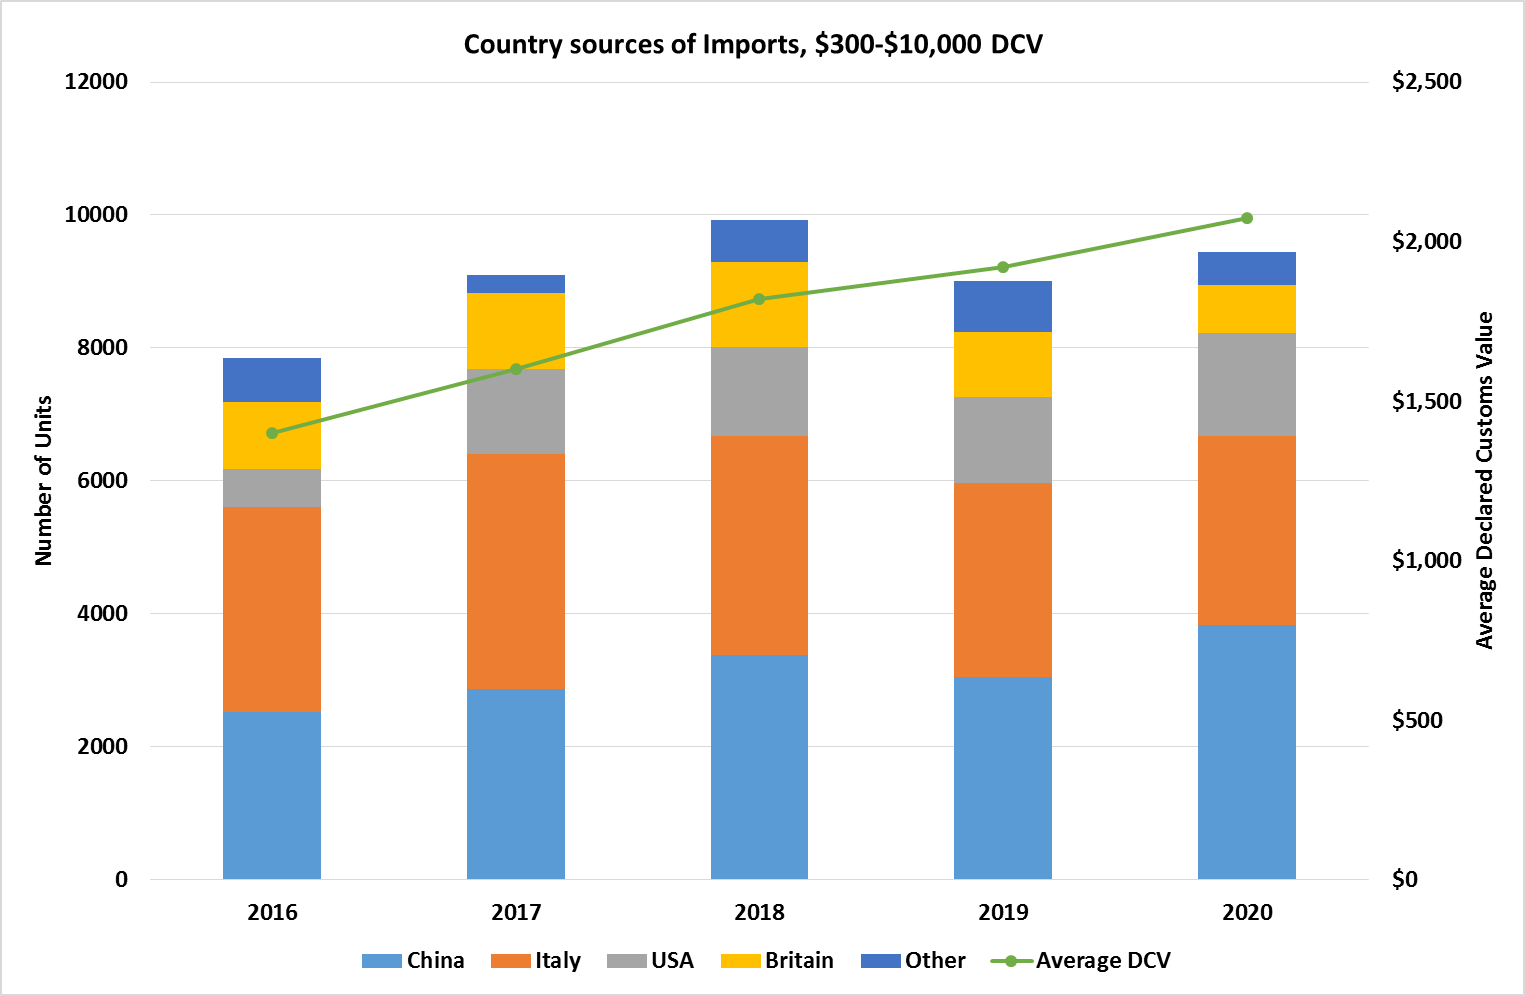 Country sources of Imports, $300-$10,000 DCV
12000
10000
8000
6000
4000
2000
0
Number of Units
$2,500
$2,000
$1,500
$1,000
$500
$0
Average Declared Customs Value
2016 2017 2018 2019 2020
China Italy USA Britain Other Average DCV